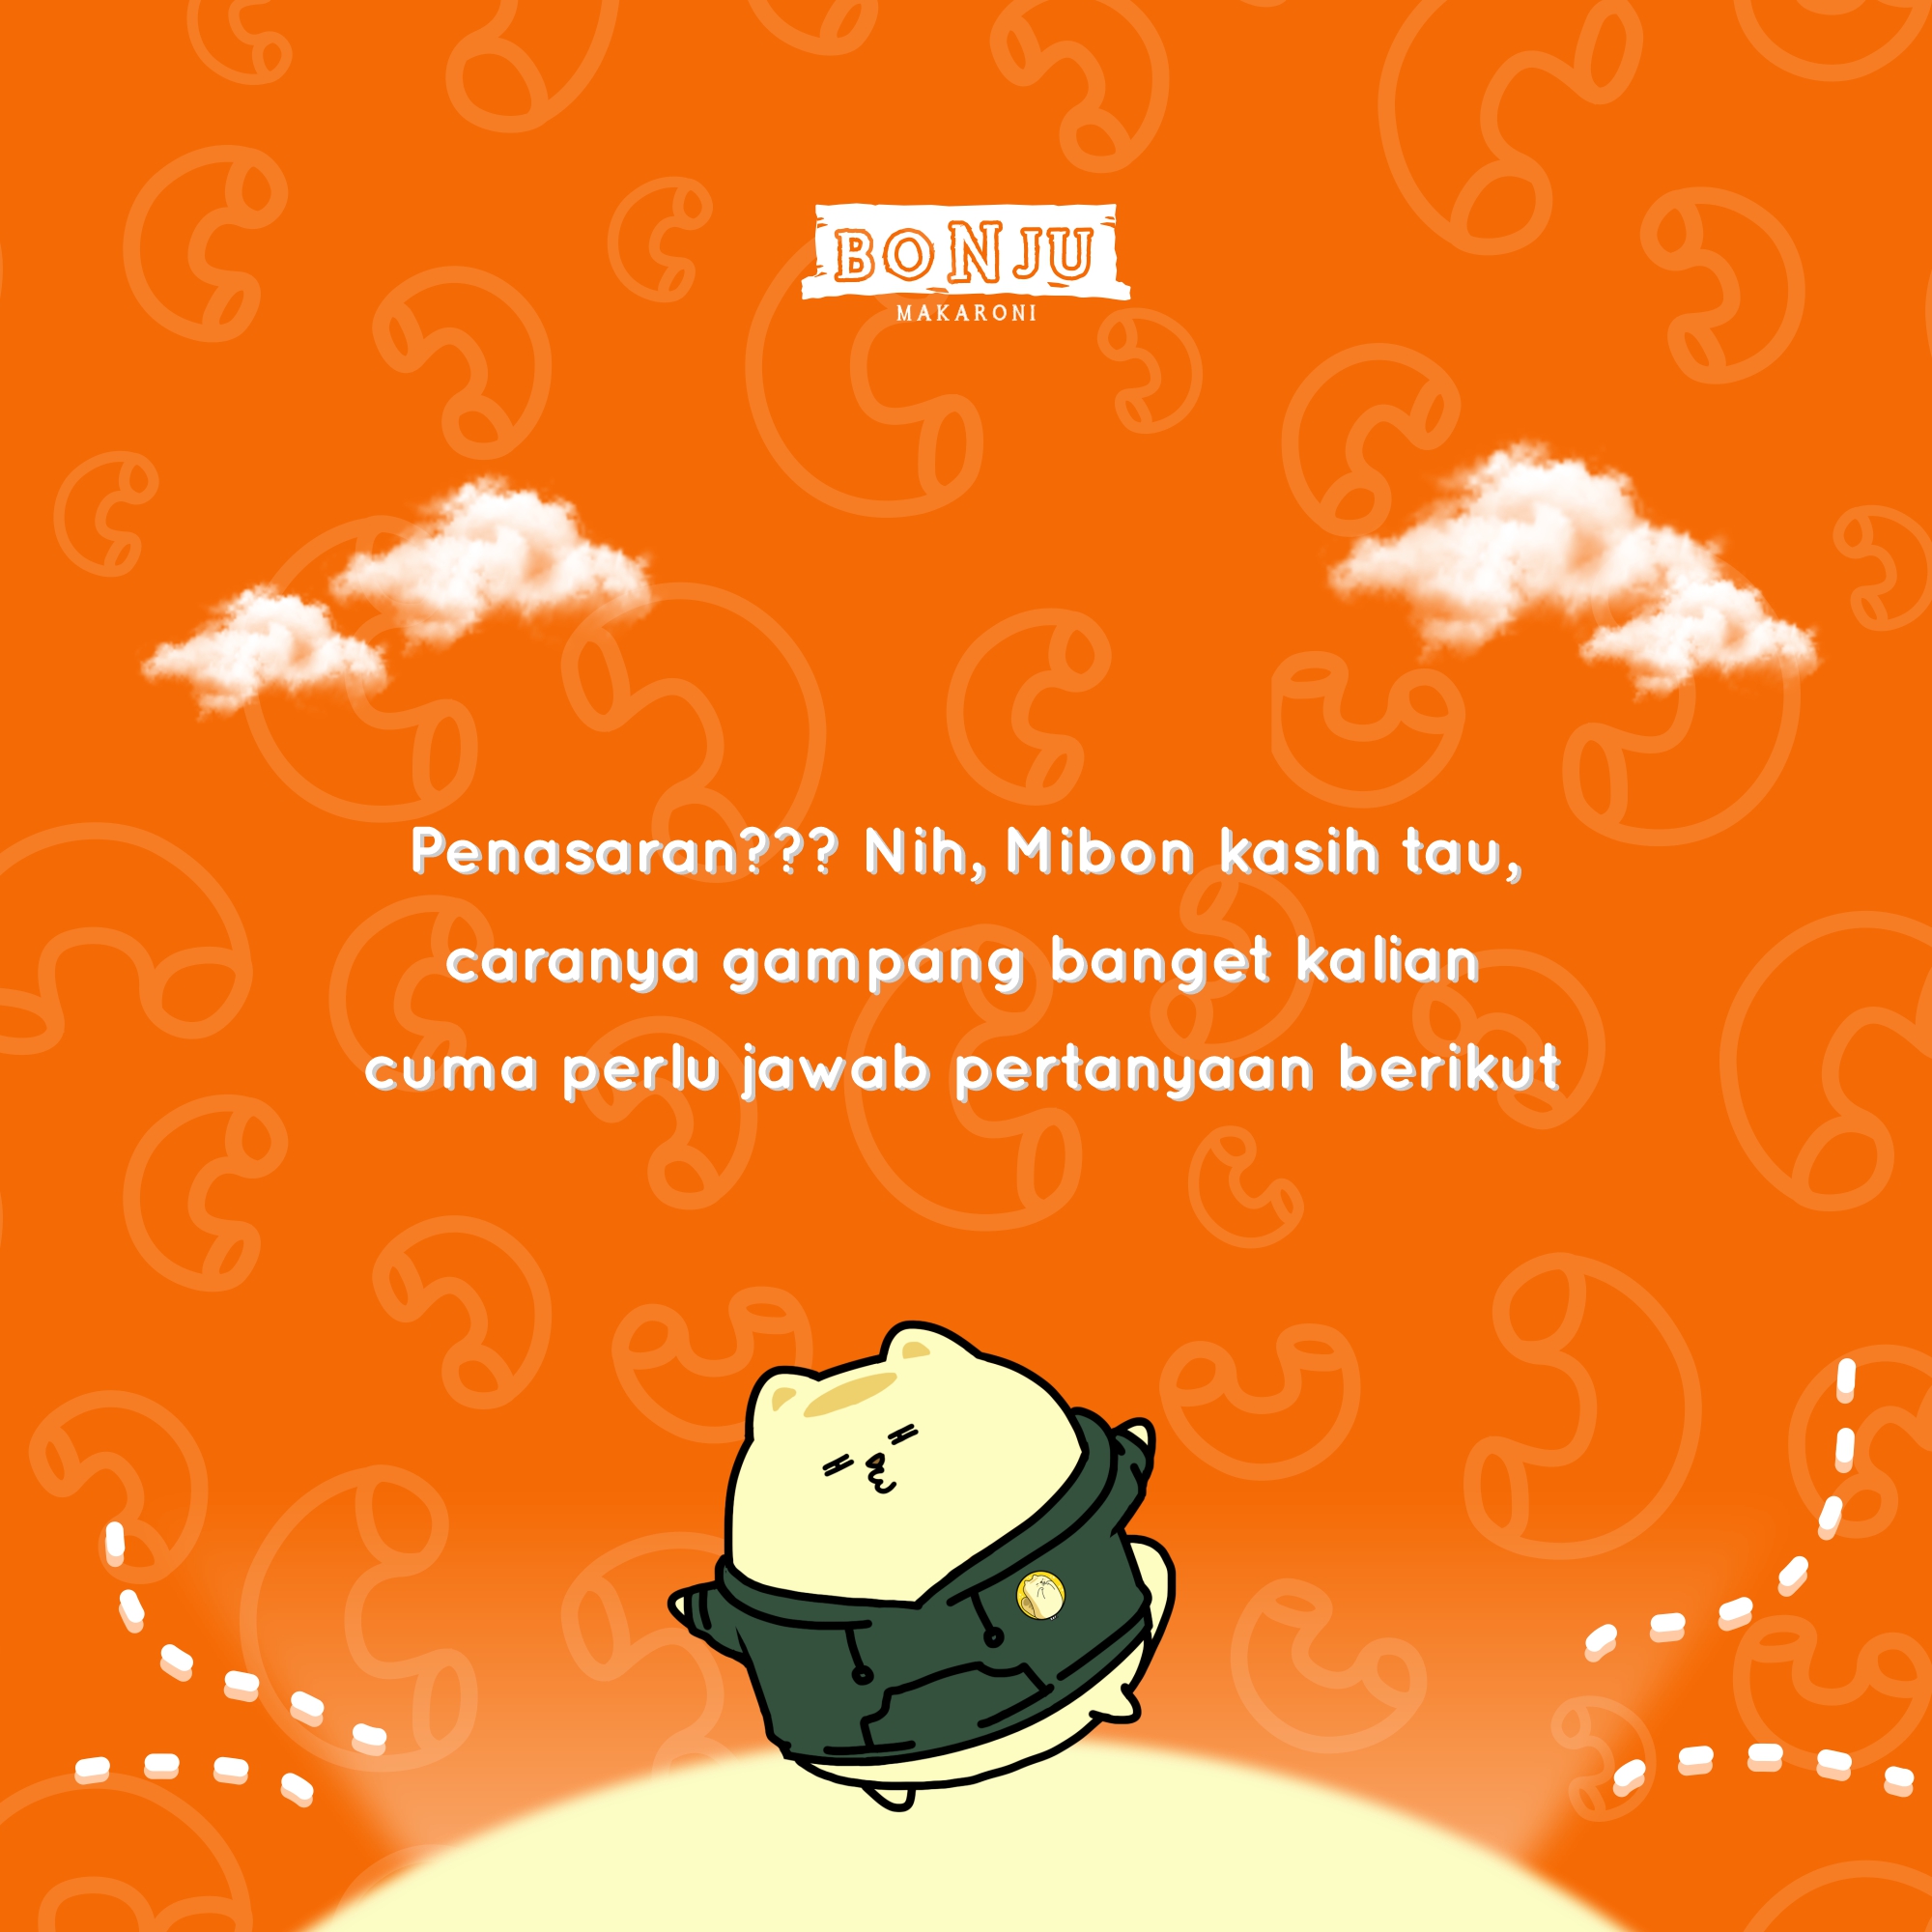 BONJU
MAKARONI
Penasaran??? Nih, Mibon kasih tau,
caranya gampang banget kalian
cuma perlu jawab pertanyaan berikut